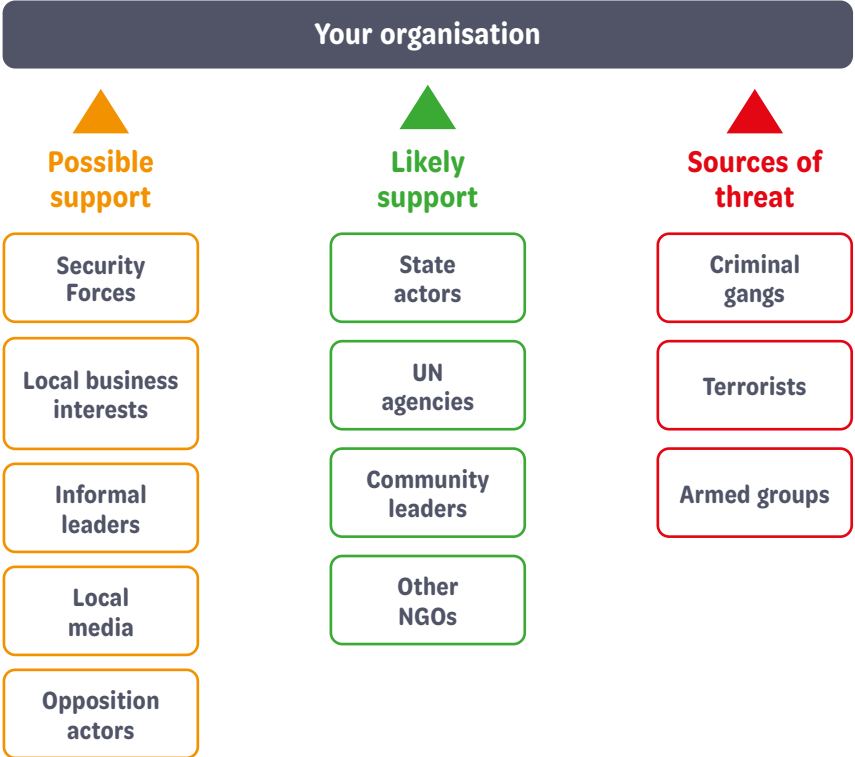 Your organisation
Possible
support
Security
Forces
Local business
interests
Informal
leaders
Local
media
Opposition
actors
Likely
support
State
actors
UN
agencies
Community
leaders
Other
NGOs
Sources of
threat
Criminal
gangs
Terrorists
Armed groups